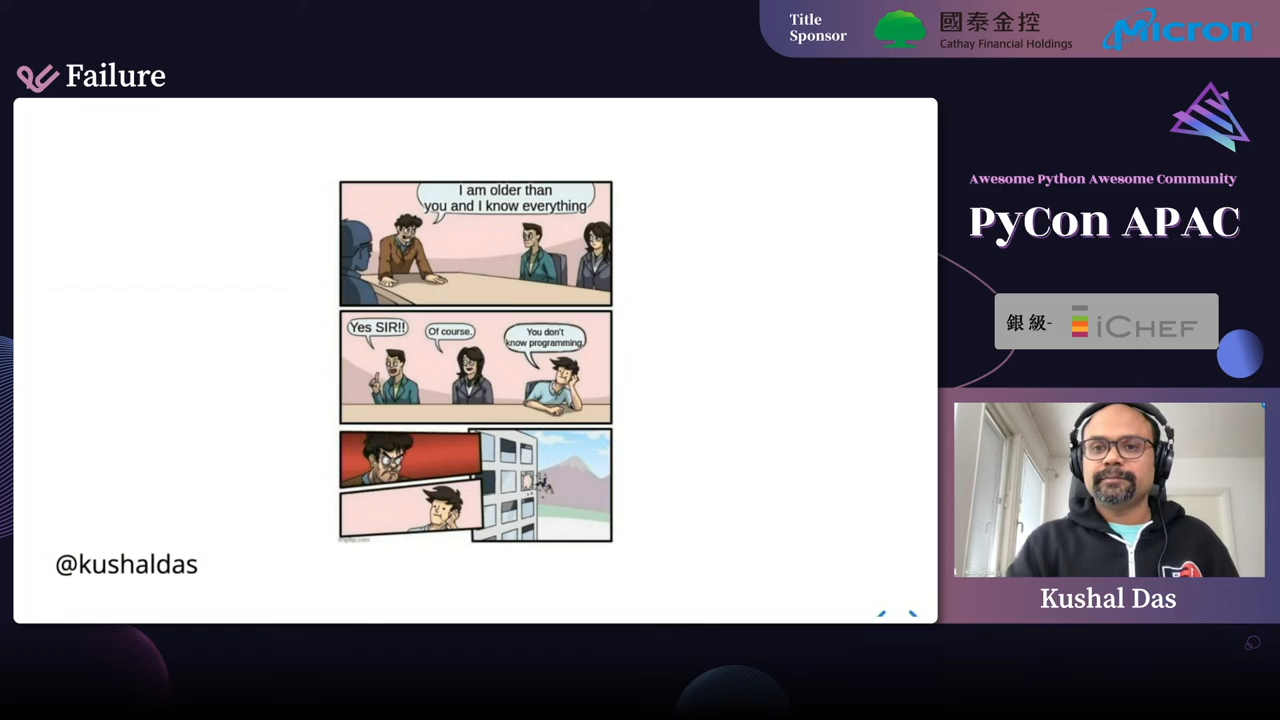 Title
Sponsor
國泰金控
Cathay Financial Holdings
Micron
Failure
I am older than
you and I know everything
Yes SIR!!
Of course.
You don't
know programming.
imgflip.com
@kushaldas
Awesome Python Awesome Community
PyCon APAC
銀級-
iCHEF
Kushal Das